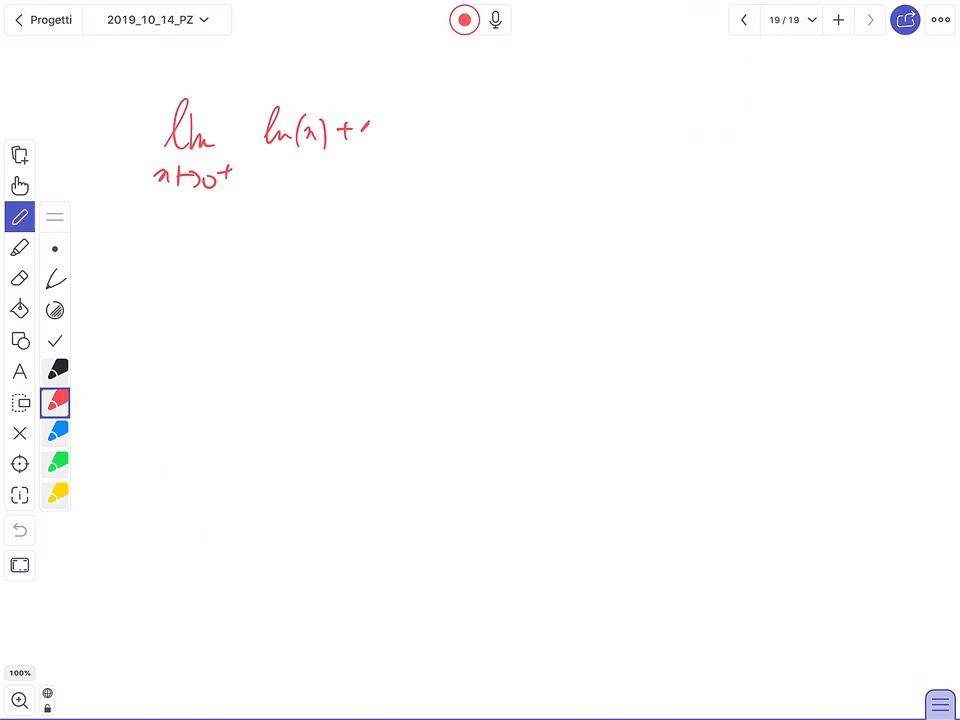 Progetti 2019_10_14_PZ 19 / 19
lim ln(x) +
x→0⁺
A
100%